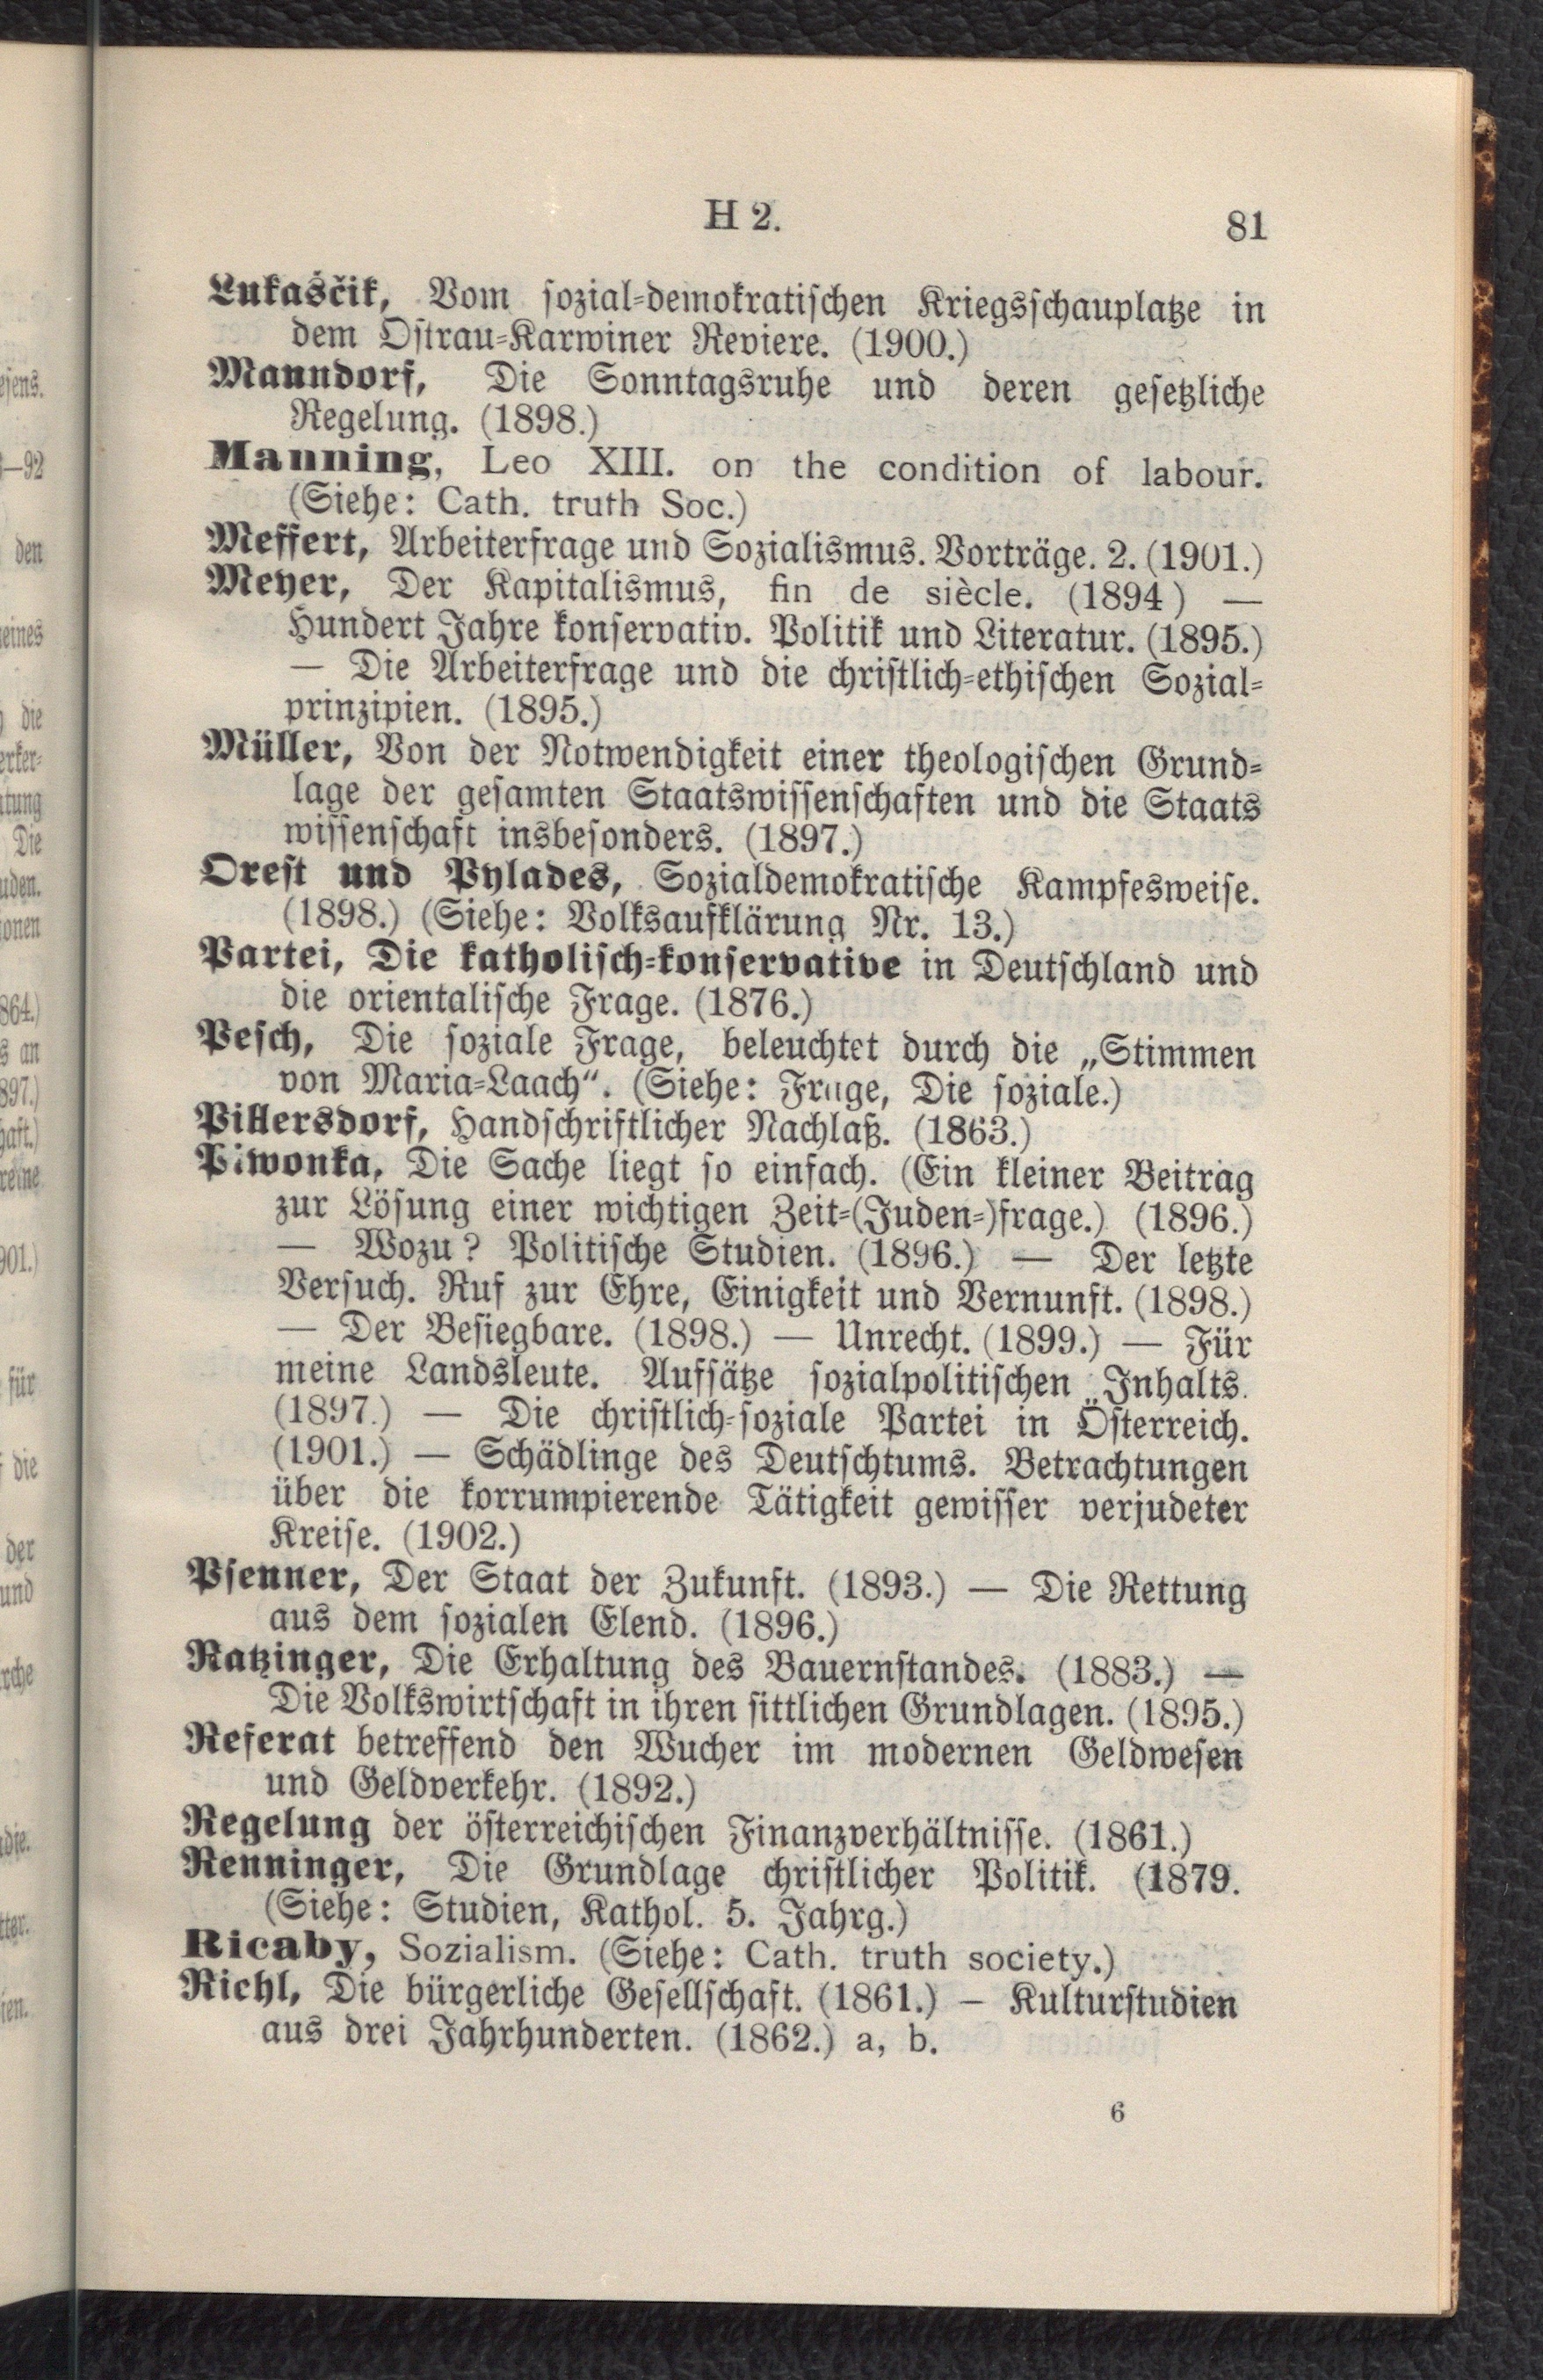 H 2.
81
Lukaščik, Vom sozial-demokratischen Kriegsschauplatze in
dem Ostrau-Karwiner Reviere. (1900.)
Manndorf, Die Sonntagsruhe und deren gesetzliche
Regelung. (1898.)
Manning, Leo XIII. on the condition of labour.
(Siehe: Cath. truth Soc.)
Meffert, Arbeiterfrage und Sozialismus. Vorträge. 2. (1901.)
Meyer, Der Kapitalismus, fin de siècle. (1894) —
Hundert Jahre konservativ. Politik und Literatur. (1895.)
— Die Arbeiterfrage und die christlich-ethischen Sozial-
prinzipien. (1895.)
Müller, Von der Notwendigkeit einer theologischen Grund-
lage der gesamten Staatswissenschaften und die Staats
wissenschaft insbesonders. (1897.)
Orest und Pylades, Sozialdemokratische Kampfesweise.
(1898.) (Siehe: Volksaufklärung Nr. 13.)
Partei, Die katholisch-konservative in Deutschland und
die orientalische Frage. (1876.)
Pesch, Die soziale Frage, beleuchtet durch die „Stimmen
von Maria-Laach“. (Siehe: Frage, Die soziale.)
Pillersdorf, Handschriftlicher Nachlaß. (1863.)
Piwonka, Die Sache liegt so einfach. (Ein kleiner Beitrag
zur Lösung einer wichtigen Zeit-(Juden-)frage.) (1896.)
— Wozu? Politische Studien. (1896.) — Der letzte
Versuch. Ruf zur Ehre, Einigkeit und Vernunft. (1898.)
— Der Besiegbare. (1898.) — Unrecht. (1899.) — Für
meine Landsleute. Aufsätze sozialpolitischen Inhalts.
(1897.) — Die christlich-soziale Partei in Österreich.
(1901.) — Schädlinge des Deutschtums. Betrachtungen
über die korrumpierende Tätigkeit gewisser verjudeter
Kreise. (1902.)
Psenner, Der Staat der Zukunft. (1893.) — Die Rettung
aus dem sozialen Elend. (1896.)
Ratzinger, Die Erhaltung des Bauernstandes. (1883.) —
Die Volkswirtschaft in ihren sittlichen Grundlagen. (1895.)
Referat betreffend den Wucher im modernen Geldwesen
und Geldverkehr. (1892.)
Regelung der österreichischen Finanzverhältnisse. (1861.)
Renninger, Die Grundlage christlicher Politik. (1879.
(Siehe: Studien, Kathol. 5. Jahrg.)
Ricaby, Sozialism. (Siehe: Cath. truth society.)
Riehl, Die bürgerliche Gesellschaft. (1861.) – Kulturstudien
aus drei Jahrhunderten. (1862.) a, b.
6